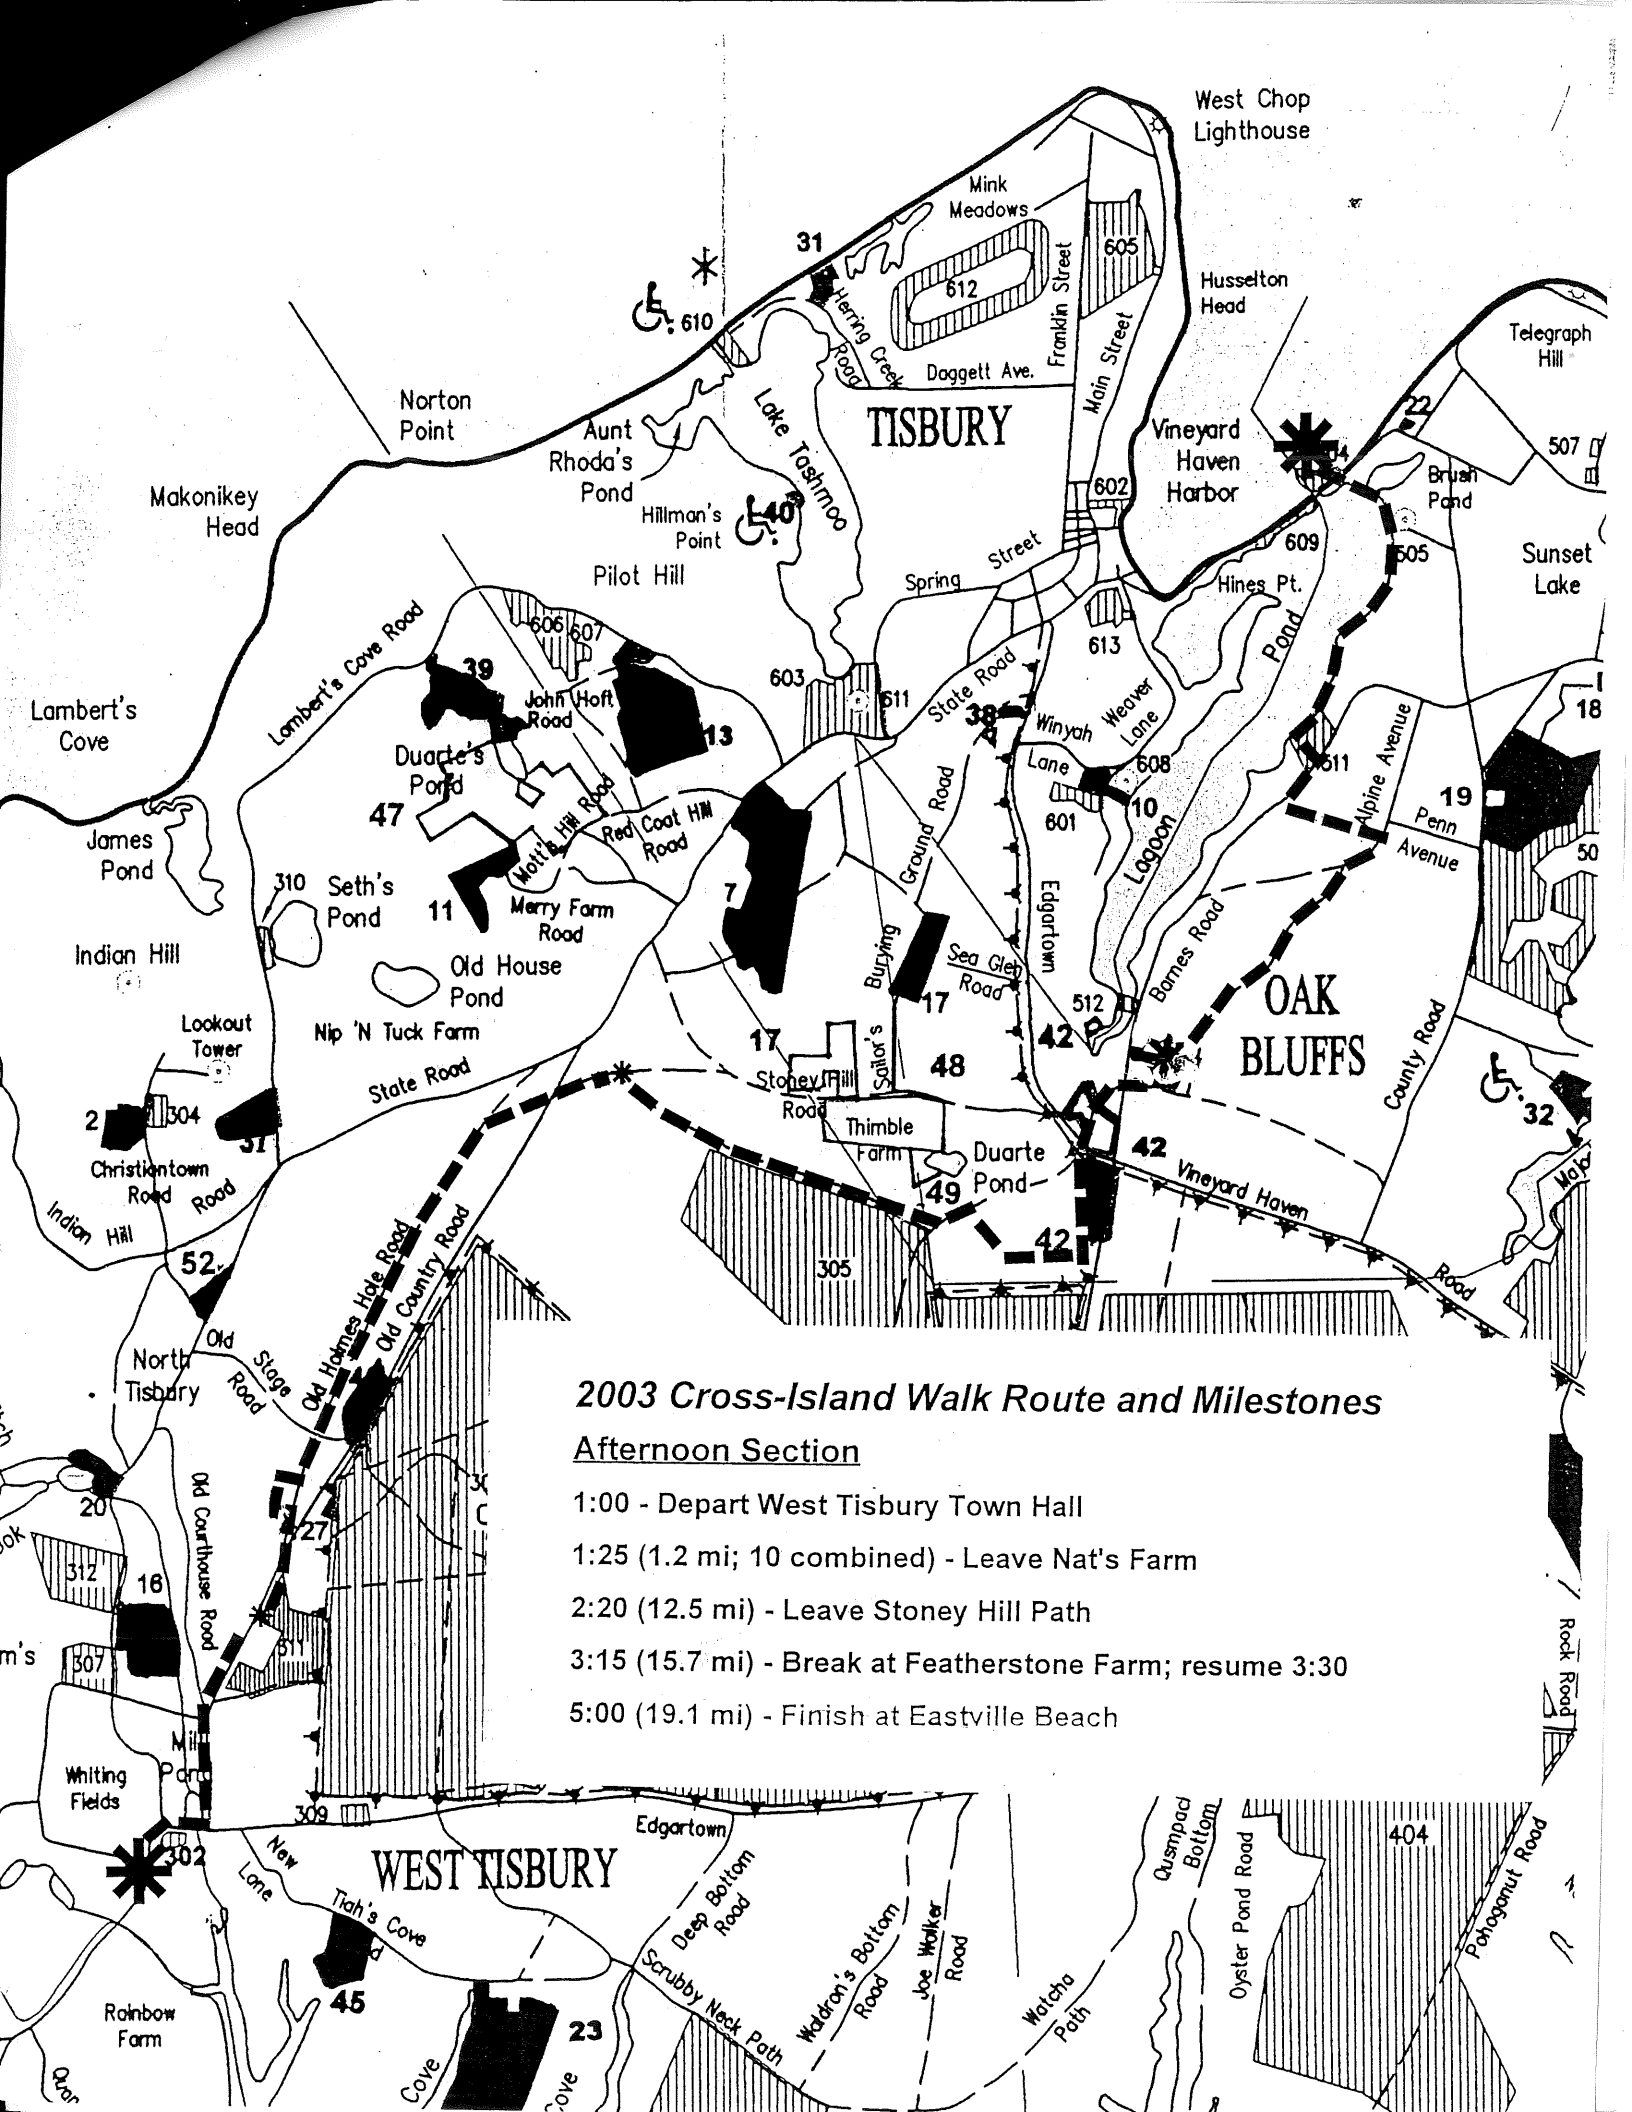 West Chop
Lighthouse
Mink
Meadows
31
605
612
Franklin Street
Main Street
Husselton
Head
Herring Creek
Road
610
Telegraph
Hill
Daggett Ave.
Norton
Point
Aunt
Rhoda's
Pond
Lake Tashmoo
TISBURY
Vineyard
Haven
Harbor
22
507
Brush
Pond
602
Makonikey
Head
Hillman's
Point
40
609
505
Sunset
Lake
Pilot Hill
Spring Street
Hines Pt.
606
607
613
Lambert's Cove Road
39
John Hoft
Road
603
611
State Road
Lagoon Pond
Lambert's
Cove
13
38
Winyah
Lane
Weaver
Lane
18
Duarte's
Pond
608
511
Alpine Avenue
47
Mott's Hill Road
Red Coat Hill
Road
10
601
19
Penn
Avenue
James
Pond
Ground Road
50
310
Seth's
Pond
11
Merry Farm
Road
7
Edgartown
Indian Hill
Old House
Pond
Burying
Sea Glen
Road
Barnes Road
17
512
OAK
BLUFFS
Lookout
Tower
Nip 'N Tuck Farm
17
Sailor's
42
County Road
State Road
Stoney Hill
Road
48
2
304
37
Thimble
Farm
32
Christiantown
Road
Duarte
Pond
42
Vineyard Haven
Road
Indian Hill
Road
49
42
52
305
Old Holmes Hole Road
Old Country Road
Old
Stage
Road
North
Tisbury
4
2003 Cross-Island Walk Route and Milestones
Afternoon Section
1:00 - Depart West Tisbury Town Hall
1:25 (1.2 mi; 10 combined) - Leave Nat's Farm
2:20 (12.5 mi) - Leave Stoney Hill Path
3:15 (15.7 mi) - Break at Featherstone Farm; resume 3:30
5:00 (19.1 mi) - Finish at Eastville Beach
20
Old Courthouse Road
27
312
16
m's
307
Rock Road
Mill
Pond
Whiting
Fields
309
302
Edgartown
404
New
Lane
WEST TISBURY
Tiah's Cove
Deep Bottom
Road
Quampacl
Bottom
Oyster Pond Road
Pohogonut Road
Waldron's Bottom
Road
Joe Walker
Road
Scrubby Neck Path
Watcha
Path
45
Rainbow
Farm
23
Cove
Cove